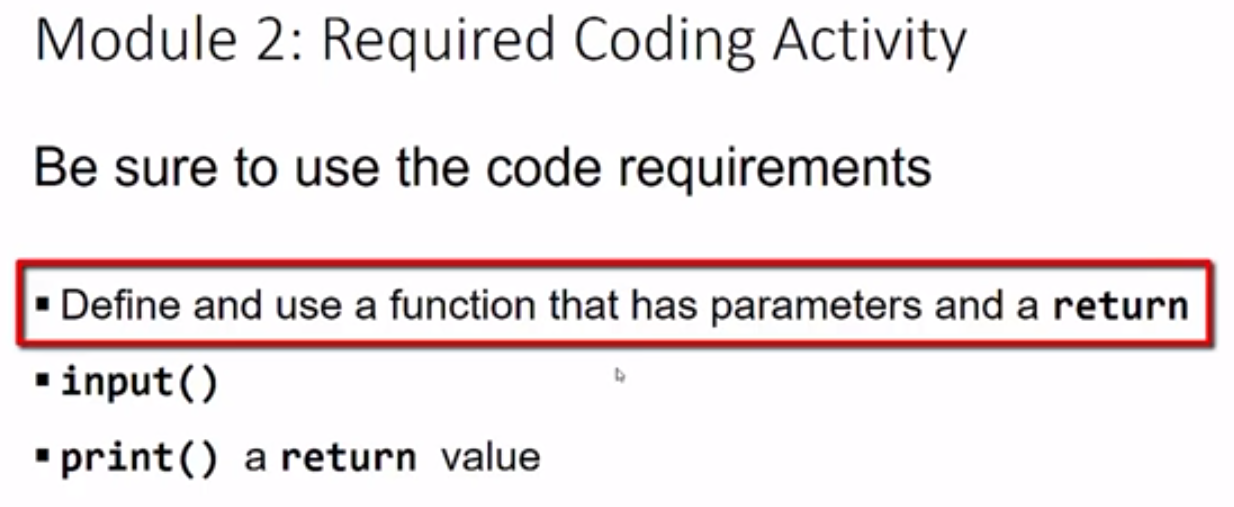 Module 2: Required Coding Activity
Be sure to use the code requirements
▪ Define and use a function that has parameters and a return
▪ input()
▪ print() a return value